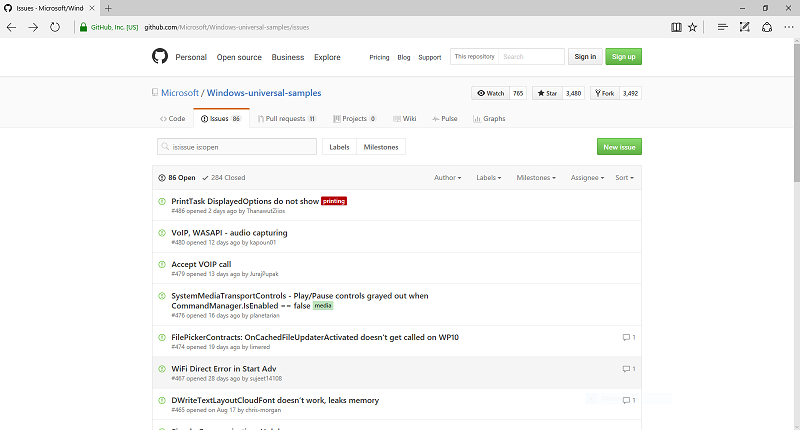 Issues - Microsoft/Wind
GitHub, Inc. [US] github.com/Microsoft/Windows-universal-samples/issues
Personal Open source Business Explore Pricing Blog Support This repository Search Sign in Sign up
Microsoft / Windows-universal-samples Watch 765 Star 3,480 Fork 3,492
Code Issues 86 Pull requests 11 Projects 0 Wiki Pulse Graphs
is:issue is:open Labels Milestones New issue
86 Open 284 Closed Author Labels Milestones Assignee Sort
PrintTask DisplayedOptions do not show printing
#486 opened 2 days ago by ThanawutZiios
VoIP, WASAPI - audio capturing
#480 opened 12 days ago by kapoun01
Accept VOIP call
#479 opened 13 days ago by JurajPupak
SystemMediaTransportControls - Play/Pause controls grayed out when
CommandManager.IsEnabled == false media
#476 opened 16 days ago by planetarian
FilePickerContracts: OnCachedFileUpdaterActivated doesn't get called on WP10 1
#474 opened 19 days ago by limered
WiFi Direct Error in Start Adv 1
#467 opened 28 days ago by sujeet14108
DWriteTextLayoutCloudFont doesn't work, leaks memory 1
#465 opened on Aug 17 by chris-morgan